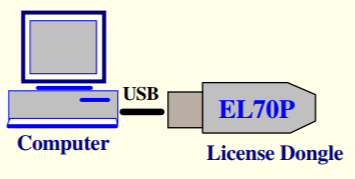 USB
EL70P
Computer
License Dongle